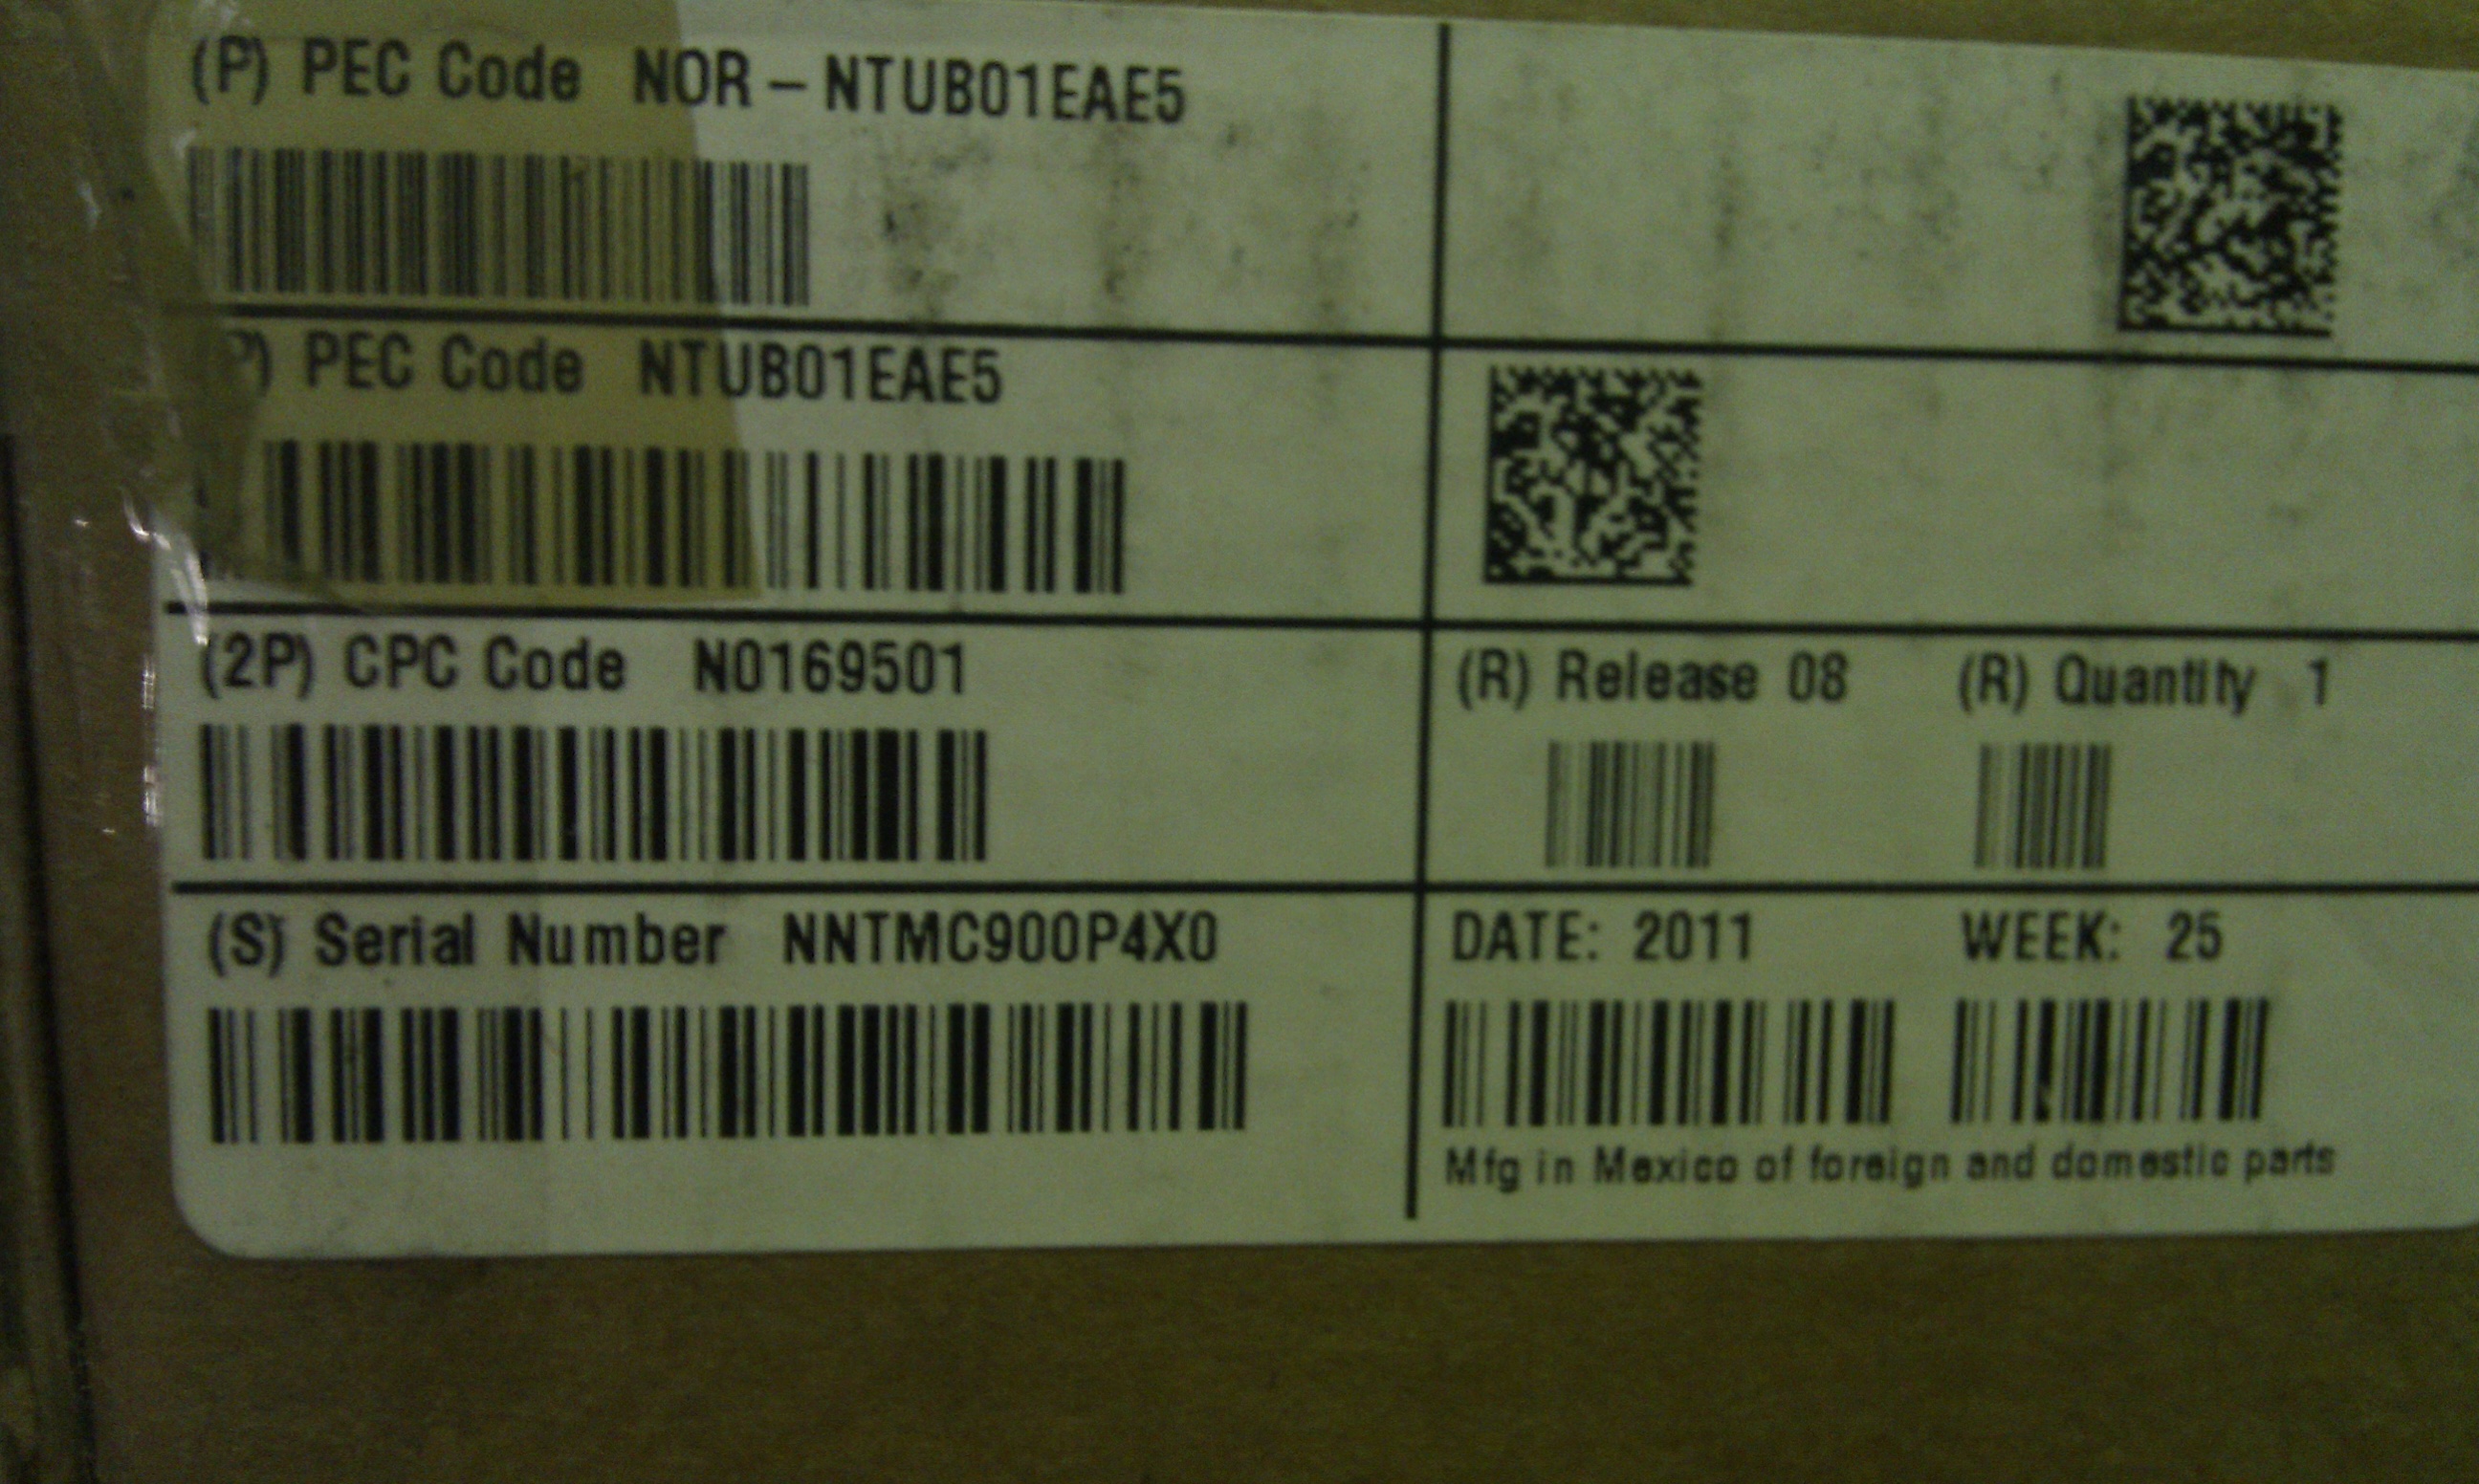 (P) PEC Code NOR-NTUB01EAE5
P) PEC Code NTUB01EAE5
(2P) CPC Code N0169501
(R) Release 08 (R) Quantity 1
(S) Serial Number NNTMC900P4X0
DATE: 2011 WEEK: 25
Mfg in Mexico of foreign and domestic parts